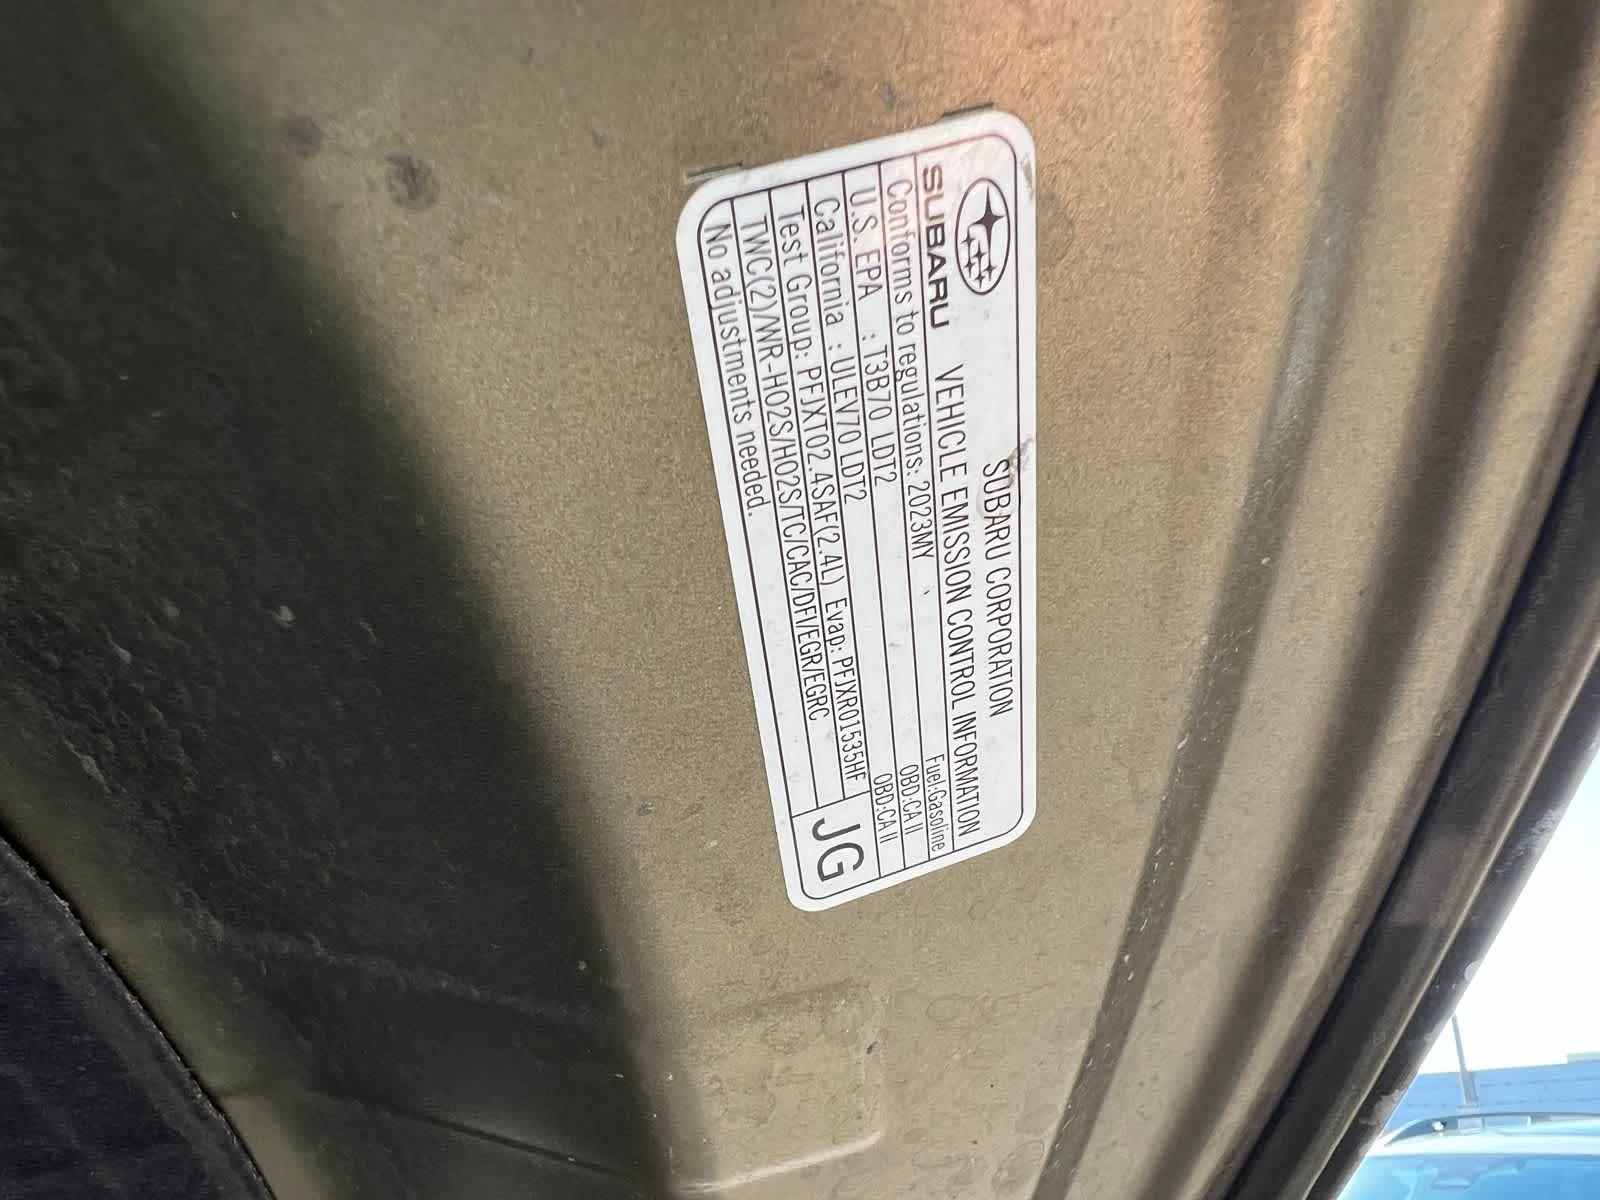 SUBARU CORPORATION
SUBARU VEHICLE EMISSION CONTROL INFORMATION
Conforms to regulations: 2023MY Fuel:Gasoline
U.S. EPA : T3B70 LDT2 OBD:CA II
California : ULEV70 LDT2 OBD:CA II
Test Group: PFJXT02.4SAF(2.4L) Evap: PFJXR01535HF
TWC(2)/WR-HO2S/HO2S/TC/CAC/DFI/EGR/EGRC
No adjustments needed.
JG